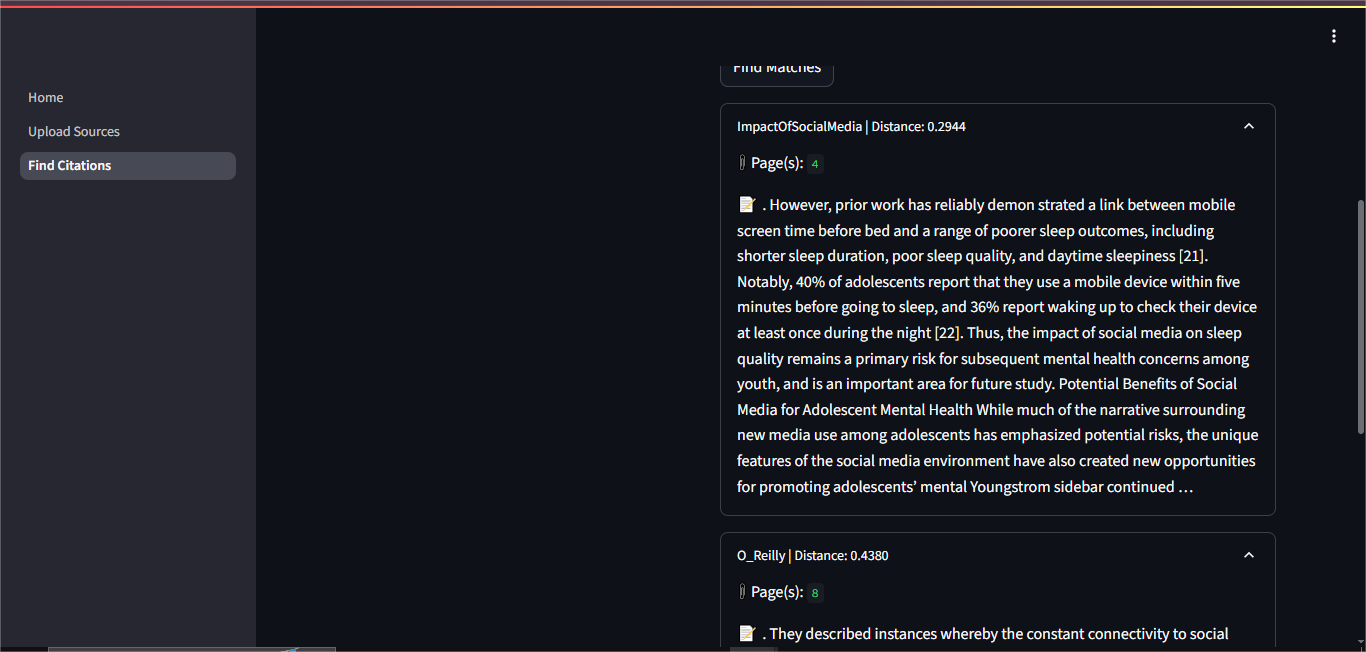 Home
Upload Sources
Find Citations
Find Matches
ImpactOfSocialMedia | Distance: 0.2944
Page(s): 4
. However, prior work has reliably demon strated a link between mobile
screen time before bed and a range of poorer sleep outcomes, including
shorter sleep duration, poor sleep quality, and daytime sleepiness [21].
Notably, 40% of adolescents report that they use a mobile device within five
minutes before going to sleep, and 36% report waking up to check their device
at least once during the night [22]. Thus, the impact of social media on sleep
quality remains a primary risk for subsequent mental health concerns among
youth, and is an important area for future study. Potential Benefits of Social
Media for Adolescent Mental Health While much of the narrative surrounding
new media use among adolescents has emphasized potential risks, the unique
features of the social media environment have also created new opportunities
for promoting adolescents’ mental Youngstrom sidebar continued …
O_Reilly | Distance: 0.4380
Page(s): 8
. They described instances whereby the constant connectivity to social